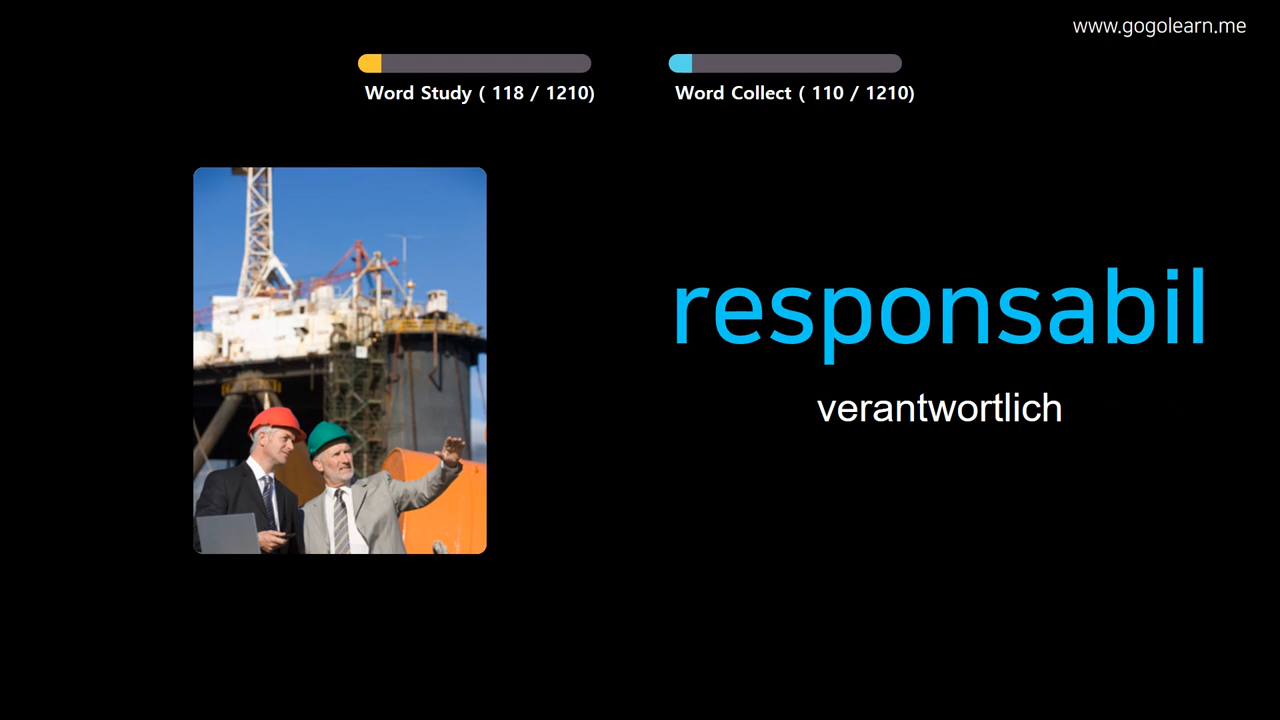 www.gogolearn.me
Word Study ( 118 / 1210)
Word Collect ( 110 / 1210)
responsabil
verantwortlich